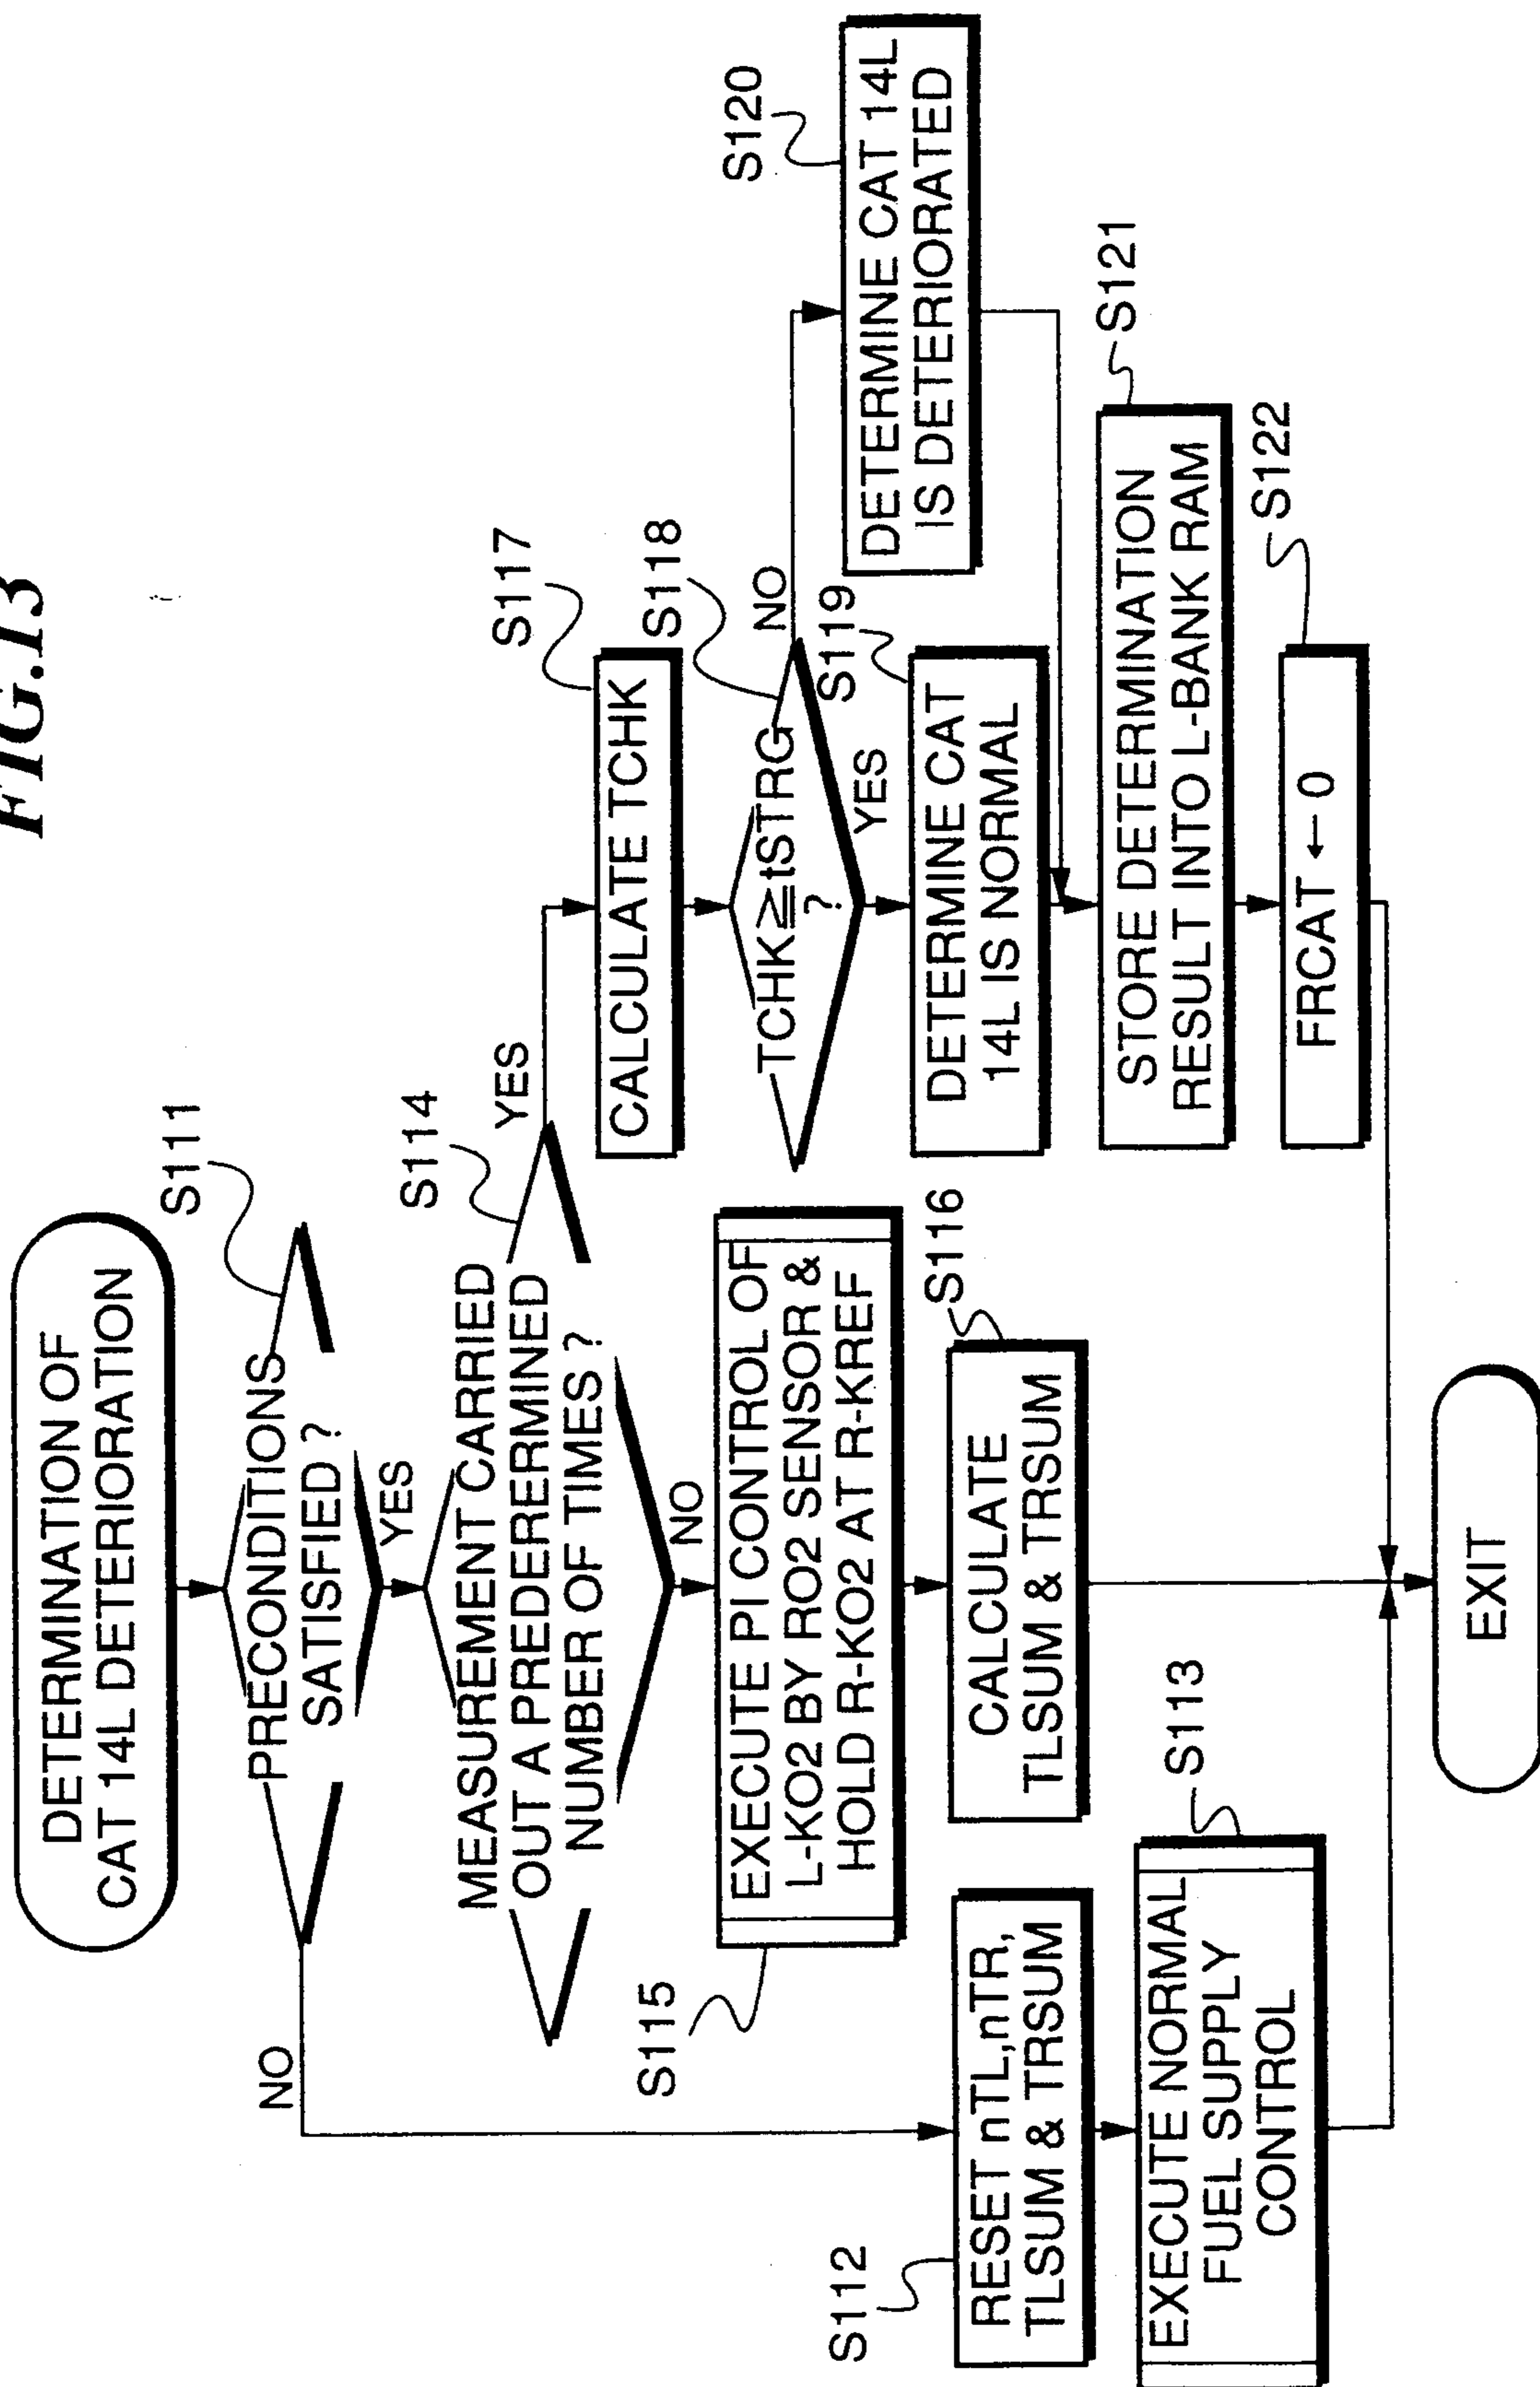 FIG.13
DETERMINATION OF
CAT 14L DETERIORATION
S111
PRECONDITIONS
SATISFIED ?
NO
YES
S114
MEASUREMENT CARRIED
OUT A PREDERERMINED
NUMBER OF TIMES ?
YES
NO
S115
EXECUTE PI CONTROL OF
L-KO2 BY RO2 SENSOR &
HOLD R-KO2 AT R-KREF
S116
CALCULATE
TLSUM & TRSUM
S112
RESET nTL,nTR,
TLSUM & TRSUM
S113
EXECUTE NORMAL
FUEL SUPPLY
CONTROL
S117
CALCULATE TCHK
S118
TCHK≧tSTRG
?
NO
YES
S119
DETERMINE CAT
14L IS NORMAL
S120
DETERMINE CAT 14L
IS DETERIORATED
S121
STORE DETERMINATION
RESULT INTO L-BANK RAM
S122
FRCAT ← 0
EXIT